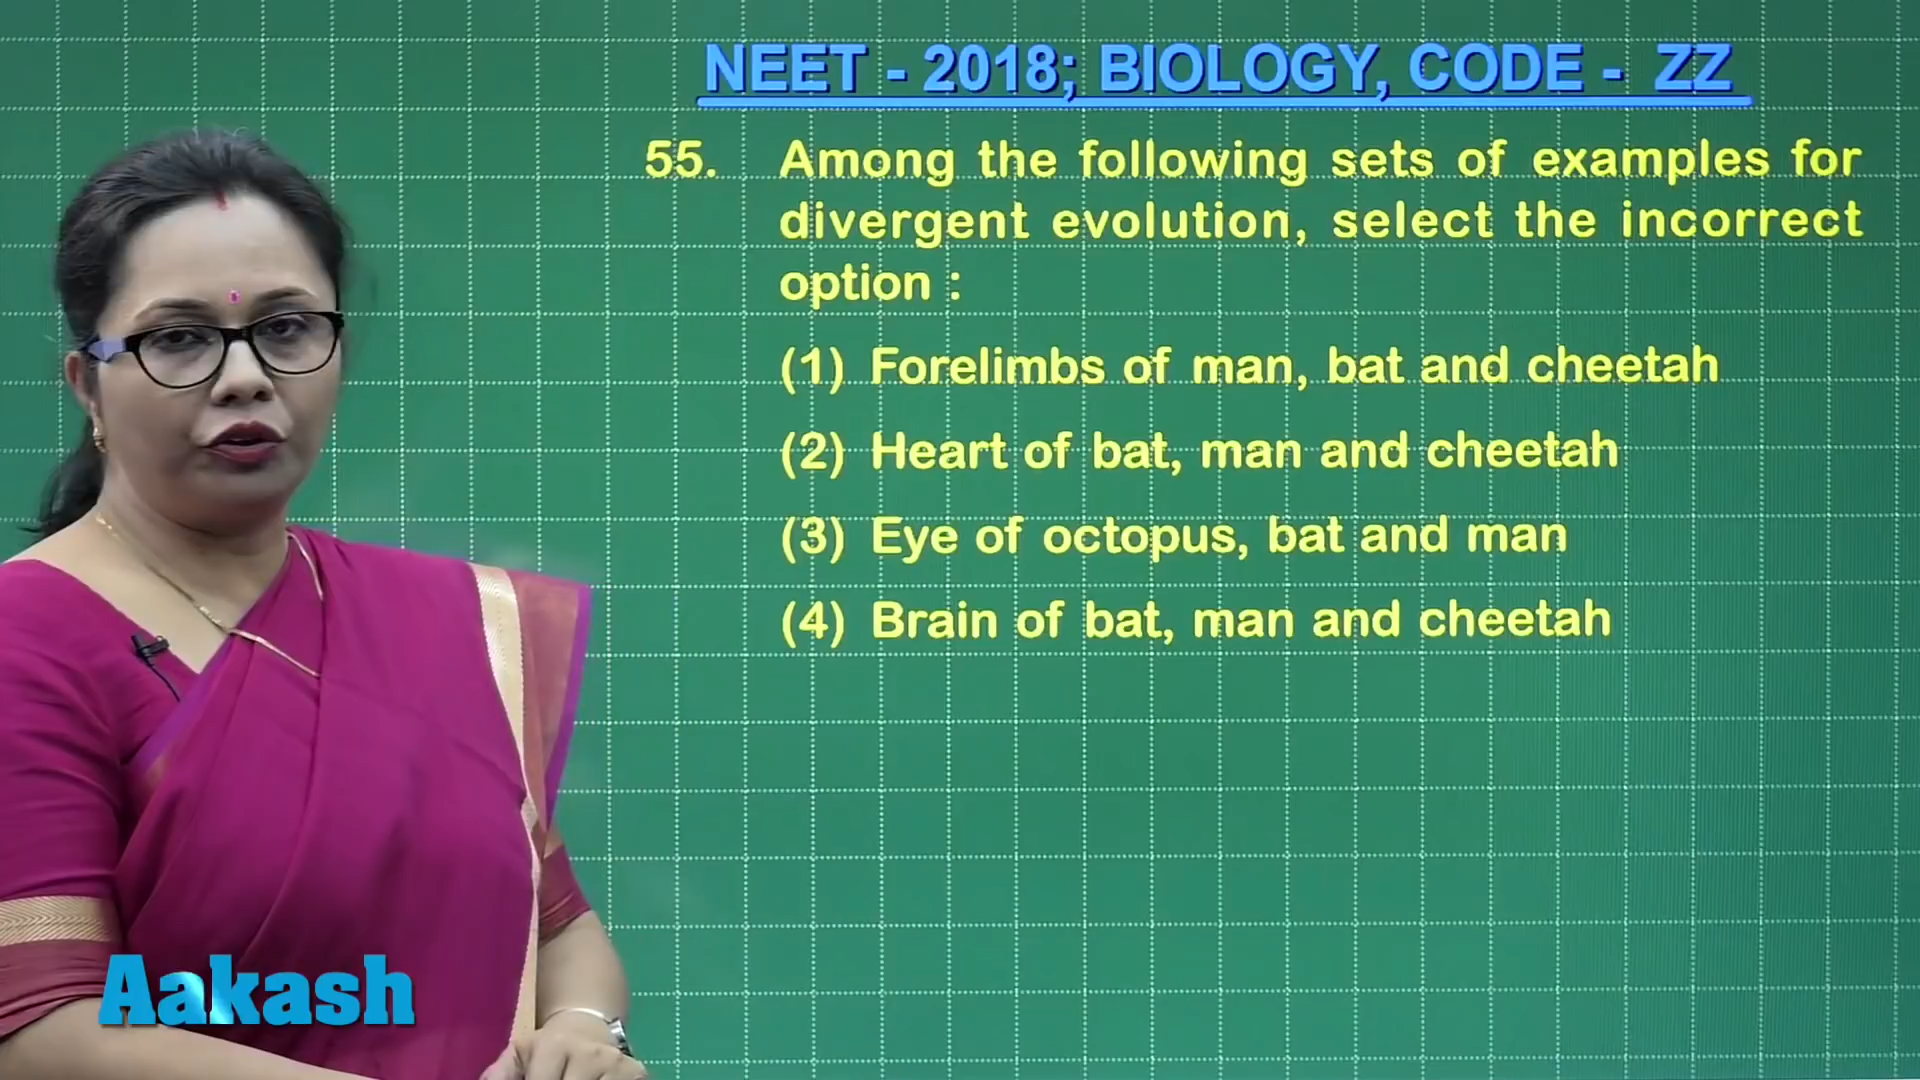 NEET - 2018; BIOLOGY, CODE - ZZ
55. Among the following sets of examples for
divergent evolution, select the incorrect
option :
(1) Forelimbs of man, bat and cheetah
(2) Heart of bat, man and cheetah
(3) Eye of octopus, bat and man
(4) Brain of bat, man and cheetah
Aakash